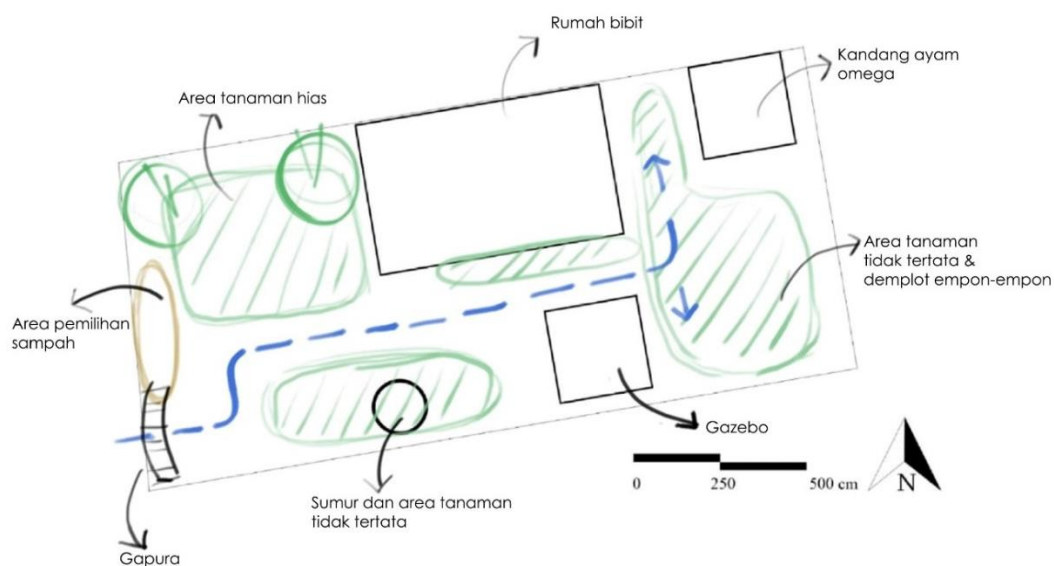 Rumah bibit
Kandang ayam
omega
Area tanaman hias
Area tanaman
tidak tertata &
demplot empon-empon
Area pemilihan
sampah
Gazebo
Sumur dan area tanaman
tidak tertata
Gapura
0 250 500 cm
N